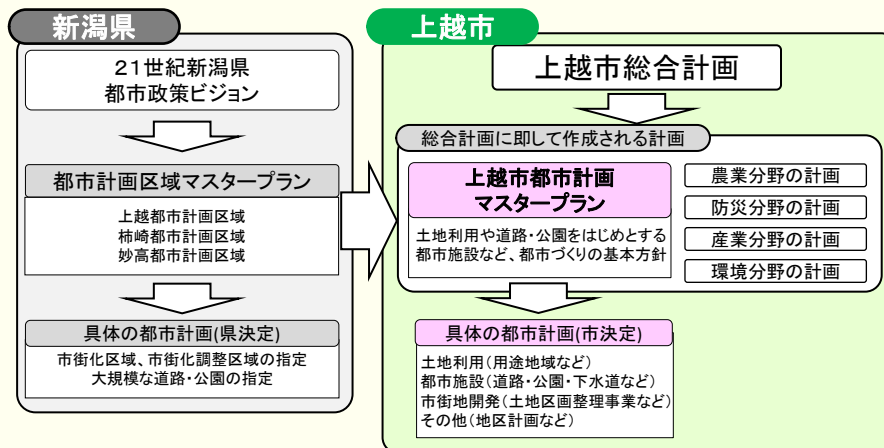 新潟県
21世紀新潟県
都市政策ビジョン
都市計画区域マスタープラン
上越都市計画区域
柿崎都市計画区域
妙高都市計画区域
具体の都市計画(県決定)
市街化区域、市街化調整区域の指定
大規模な道路・公園の指定
上越市
上越市総合計画
総合計画に即して作成される計画
上越市都市計画
マスタープラン
土地利用や道路・公園をはじめとする
都市施設など、都市づくりの基本方針
農業分野の計画
防災分野の計画
産業分野の計画
環境分野の計画
具体の都市計画(市決定)
土地利用(用途地域など)
都市施設(道路・公園・下水道など)
市街地開発(土地区画整理事業など)
その他(地区計画など)